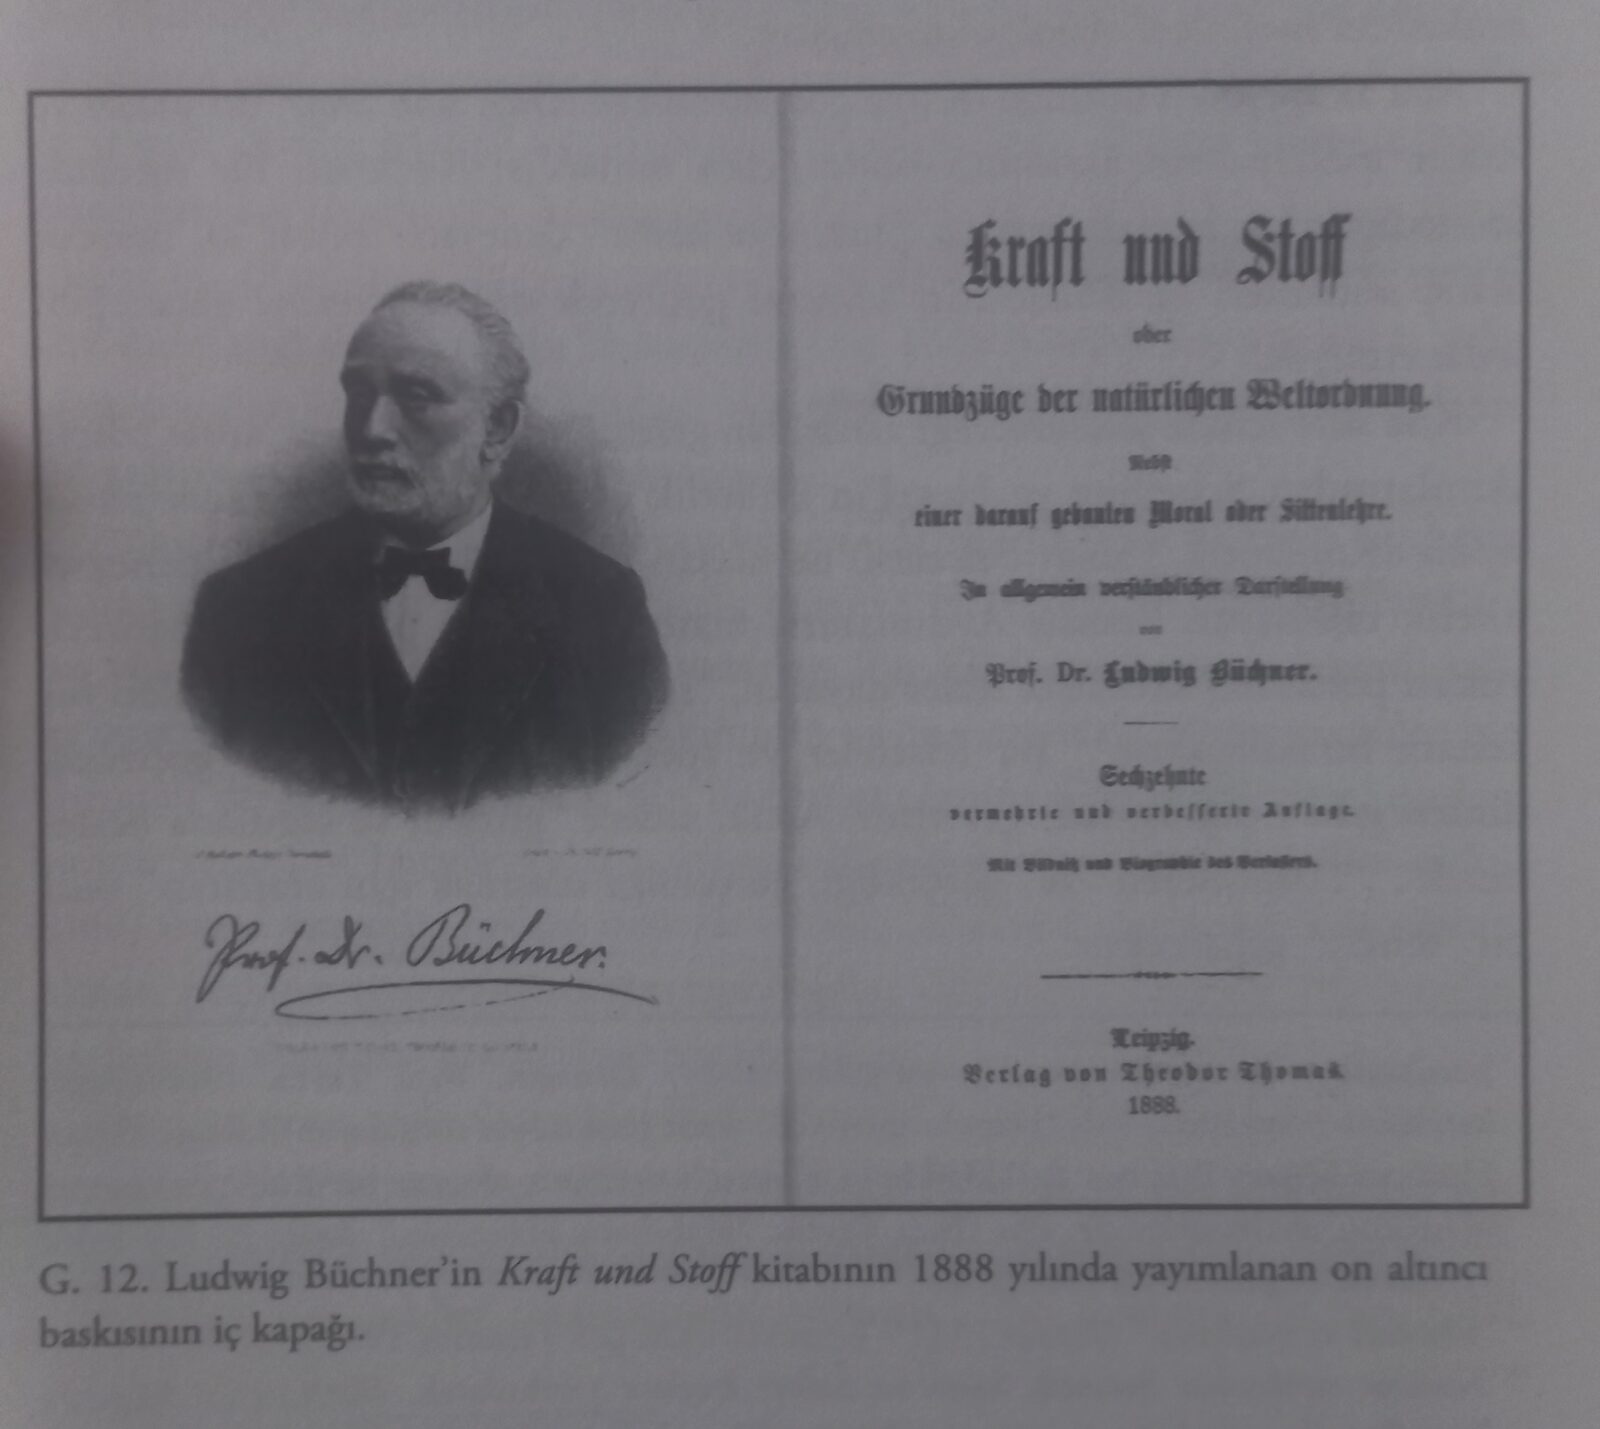 Prof. Dr. Büchner.
Kraft und Stoff
oder
Grundzüge der natürlichen Weltordnung.
Nebst
einer darauf gebauten Moral oder Sittenlehre.
In allgemein verständlicher Darstellung
von
Prof. Dr. Ludwig Büchner.
Sechzehnte
vermehrte und verbesserte Auflage.
Mit Bildniß und Biographie des Verfassers.
Leipzig.
Verlag von Theodor Thomas.
1888.
G. 12. Ludwig Büchner'in Kraft und Stoff kitabının 1888 yılında yayımlanan on altıncı
baskısının iç kapağı.